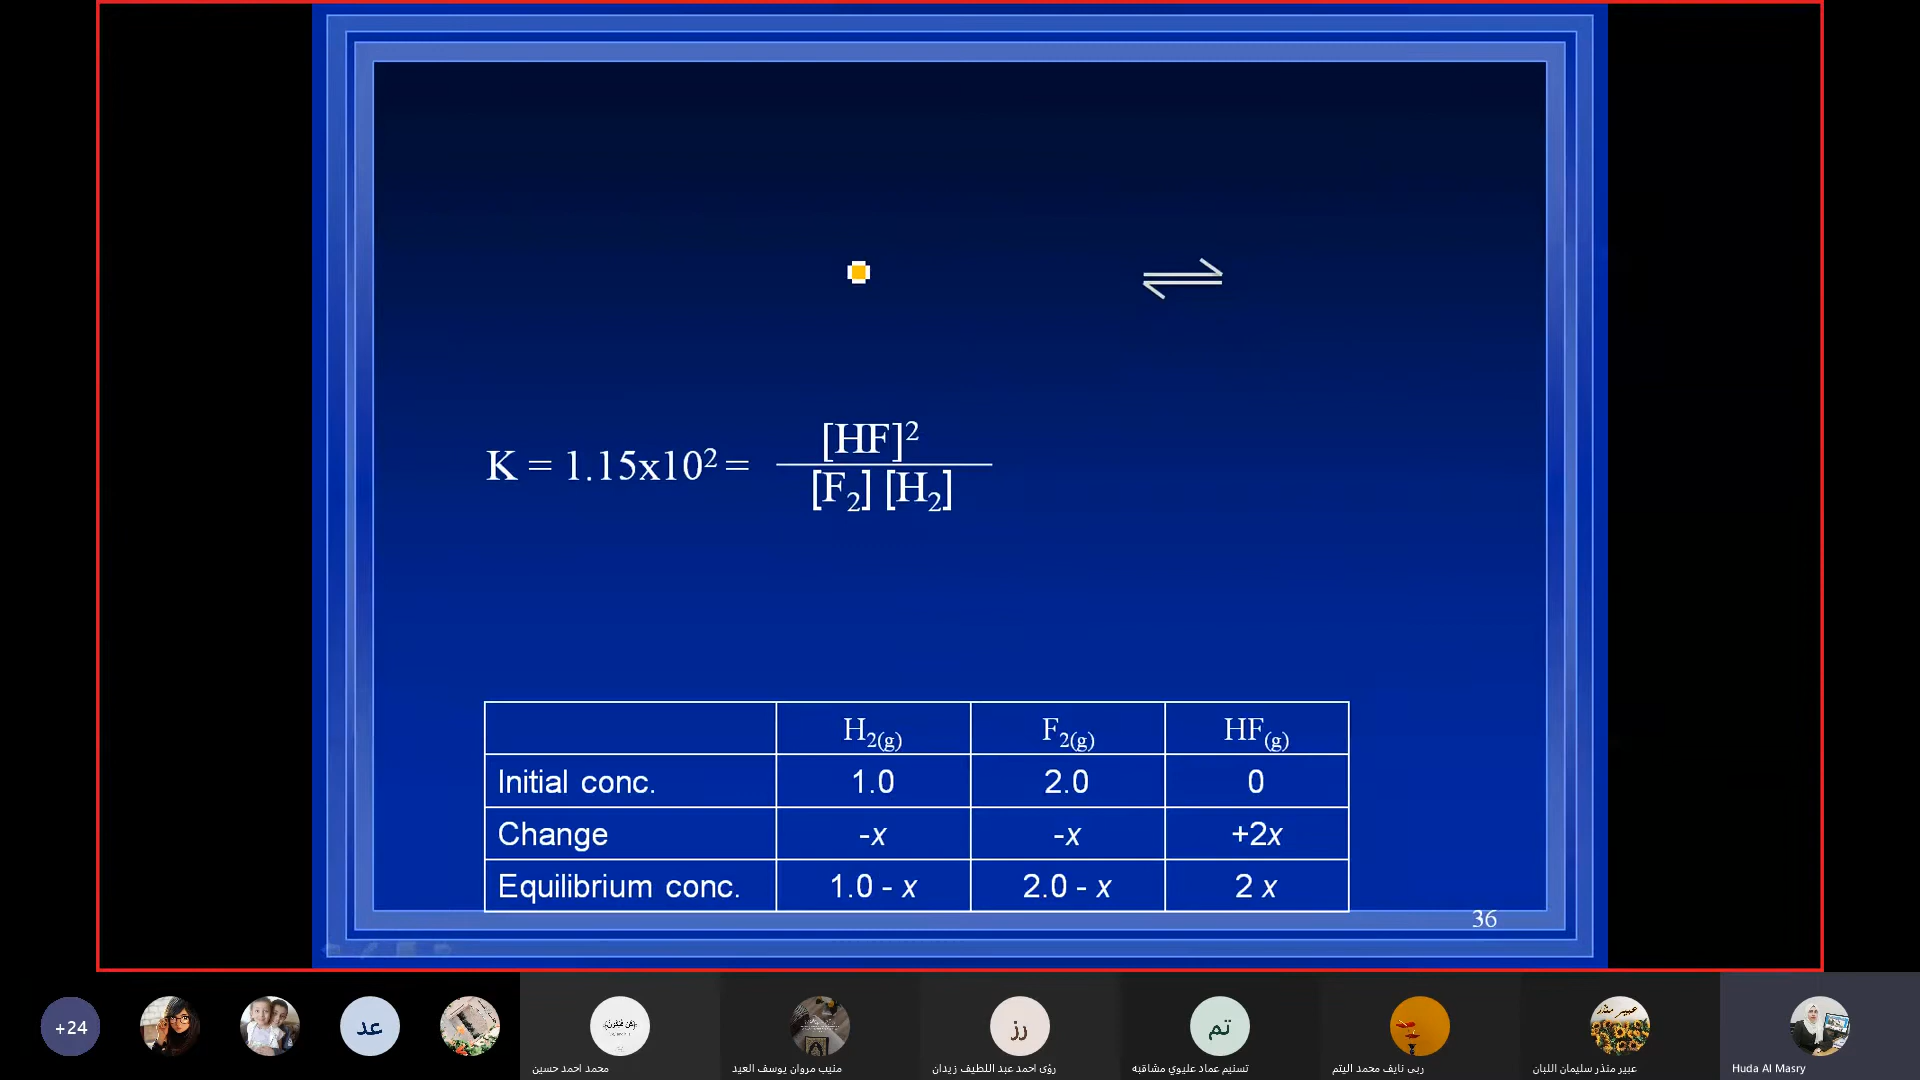 K = 1.15x10² = [HF]² / [F₂] [H₂]
H₂(g) F₂(g) HF(g)
Initial conc. 1.0 2.0 0
Change -x -x +2x
Equilibrium conc. 1.0 - x 2.0 - x 2 x
36
+24
عد
رز
تم
عبير منذر
محمد احمد حسين
منيب مروان يوسف العيد
رؤى احمد عبد اللطيف زيدان
تسنيم عماد عليوي مشاقبه
ربى نايف محمد اليتم
عبير منذر سليمان اللبان
Huda Al Masry